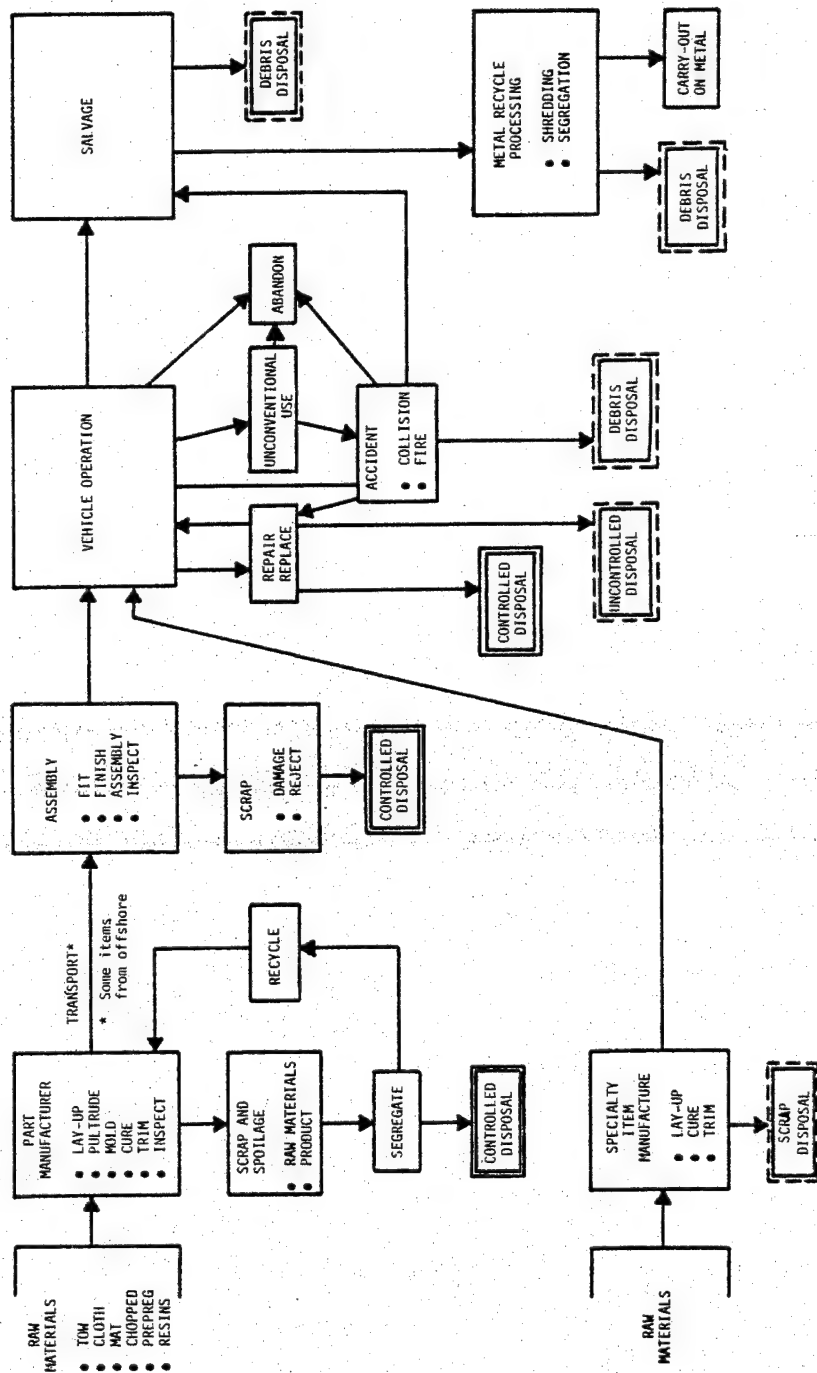 RAW
MATERIALS
• TOW
• CLOTH
• MAT
• CHOPPED
• PREPREG
• RESINS
PART
MANUFACTURER
• LAY-UP
• PULTRUDE
• MOLD
• CURE
• TRIM
• INSPECT
TRANSPORT*
* Some items
from offshore
ASSEMBLY
• FIT
• FINISH
• ASSEMBLY
• INSPECT
VEHICLE OPERATION
SALVAGE
SCRAP AND
SPOILAGE
• RAW MATERIALS
• PRODUCT
RECYCLE
SEGREGATE
CONTROLLED
DISPOSAL
SCRAP
• DAMAGE
• REJECT
CONTROLLED
DISPOSAL
REPAIR
REPLACE
UNCONVENTIONAL
USE
ABANDON
ACCIDENT
• COLLISION
• FIRE
CONTROLLED
DISPOSAL
UNCONTROLLED
DISPOSAL
DEBRIS
DISPOSAL
DEBRIS
DISPOSAL
METAL RECYCLE
PROCESSING
• SHREDDING
• SEGREGATION
DEBRIS
DISPOSAL
CARRY-OUT
ON METAL
RAW
MATERIALS
SPECIALTY
ITEM
MANUFACTURE
• LAY-UP
• CURE
• TRIM
SCRAP
DISPOSAL